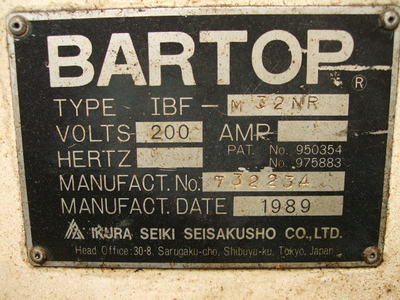 BARTOP®
TYPE IBF-M32NR
VOLTS 200 AMP
PAT. No. 950354
HERTZ No. 975883
MANUFACT. No. 732234
MANUFACT. DATE 1989
IKURA SEIKI SEISAKUSHO CO., LTD.
Head Office: 30-8, Sarugaku-cho, Shibuya-ku, Tokyo, Japan